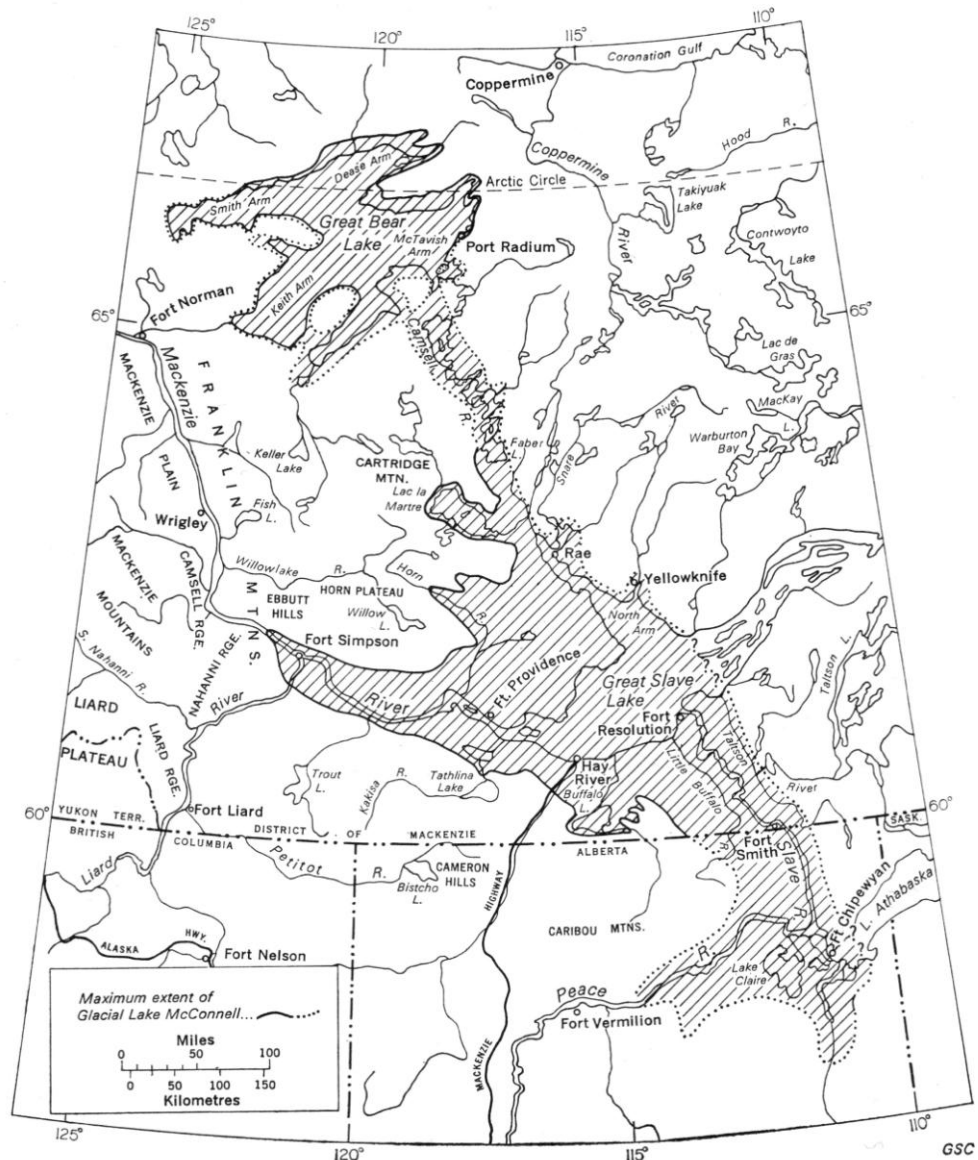 125°
120°
115°
110°
Coronation Gulf
Coppermine
Hood R.
Coppermine
River
Dease Arm
Arctic Circle
Smith Arm
Takiyuak
Lake
Great Bear
Lake
McTavish
Arm
Port Radium
Contwoyto
Lake
Keith Arm
Fort Norman
65°
65°
Camsell
R.
Lac de
Gras
MacKay
L.
Warburton
Bay
MACKENZIE
PLAIN
Mackenzie
FRANKLIN
MTNS.
Keller
Lake
Faber
L.
Snare
River
CARTRIDGE
MTN.
Lac la
Martre
Fish
L.
Wrigley
Rae
Yellowknife
Willowlake R.
Horn
R.
HORN PLATEAU
EBBUTT
HILLS
Willow
L.
North
Arm
MACKENZIE
MOUNTAINS
CAMSELL RGE.
NAHANNI RGE.
Fort Simpson
S. Nahanni R.
River
River
Ft. Providence
Great Slave
Lake
Taltson L.
LIARD
PLATEAU
LIARD RGE.
Fort
Resolution
Taltson
River
Hay
River
Little
Buffalo
R.
Buffalo
L.
Trout
L.
Kakisa
R.
Tathlina
Lake
Fort Liard
60°
60°
YUKON TERR.
BRITISH
COLUMBIA
DISTRICT OF MACKENZIE
ALBERTA
SASK.
Fort
Smith
Slave
R.
Liard
Petitot R.
Bistcho
L.
CAMERON
HILLS
HIGHWAY
MACKENZIE
CARIBOU MTNS.
Ft Chipewyan
L. Athabaska
ALASKA HWY.
Fort Nelson
Lake
Claire
Peace
R.
Fort Vermilion
Maximum extent of
Glacial Lake McConnell...
Miles
0 50 100
0 50 100 150
Kilometres
125°
120°
115°
110°
GSC